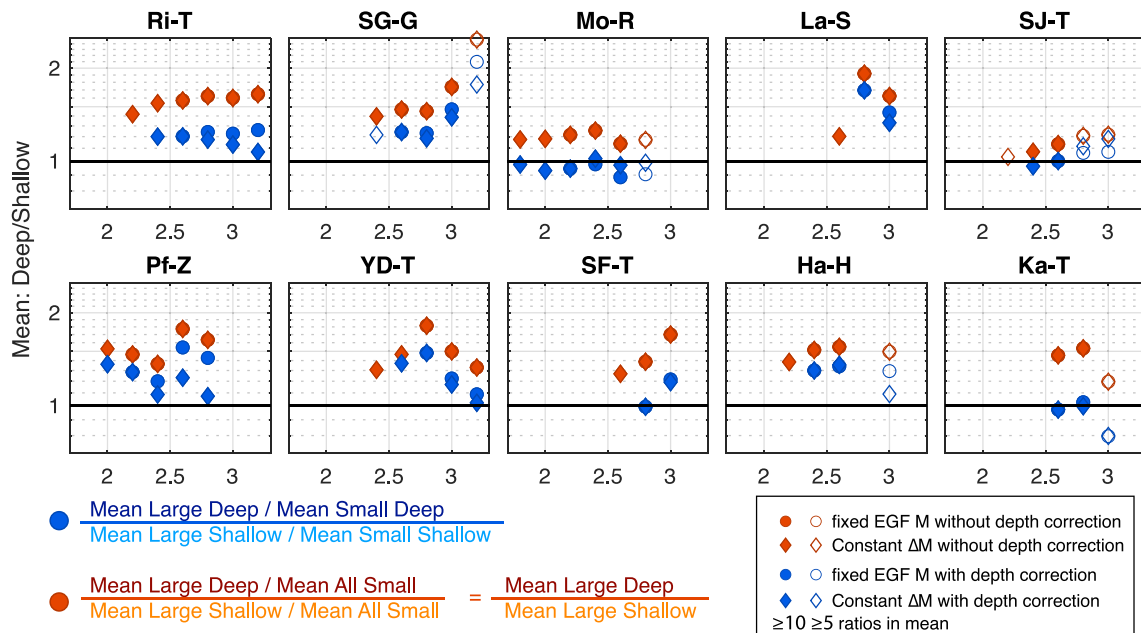 Ri-T SG-G Mo-R La-S SJ-T
2
1
2 2.5 3 2 2.5 3 2 2.5 3 2 2.5 3 2 2.5 3
Mean: Deep/Shallow
Pf-Z YD-T SF-T Ha-H Ka-T
2
1
2 2.5 3 2 2.5 3 2 2.5 3 2 2.5 3 2 2.5 3
Mean Large Deep / Mean Small Deep
Mean Large Shallow / Mean Small Shallow
Mean Large Deep / Mean All Small = Mean Large Deep
Mean Large Shallow / Mean All Small Mean Large Shallow
fixed EGF M without depth correction
Constant ΔM without depth correction
fixed EGF M with depth correction
Constant ΔM with depth correction
≥10 ≥5 ratios in mean